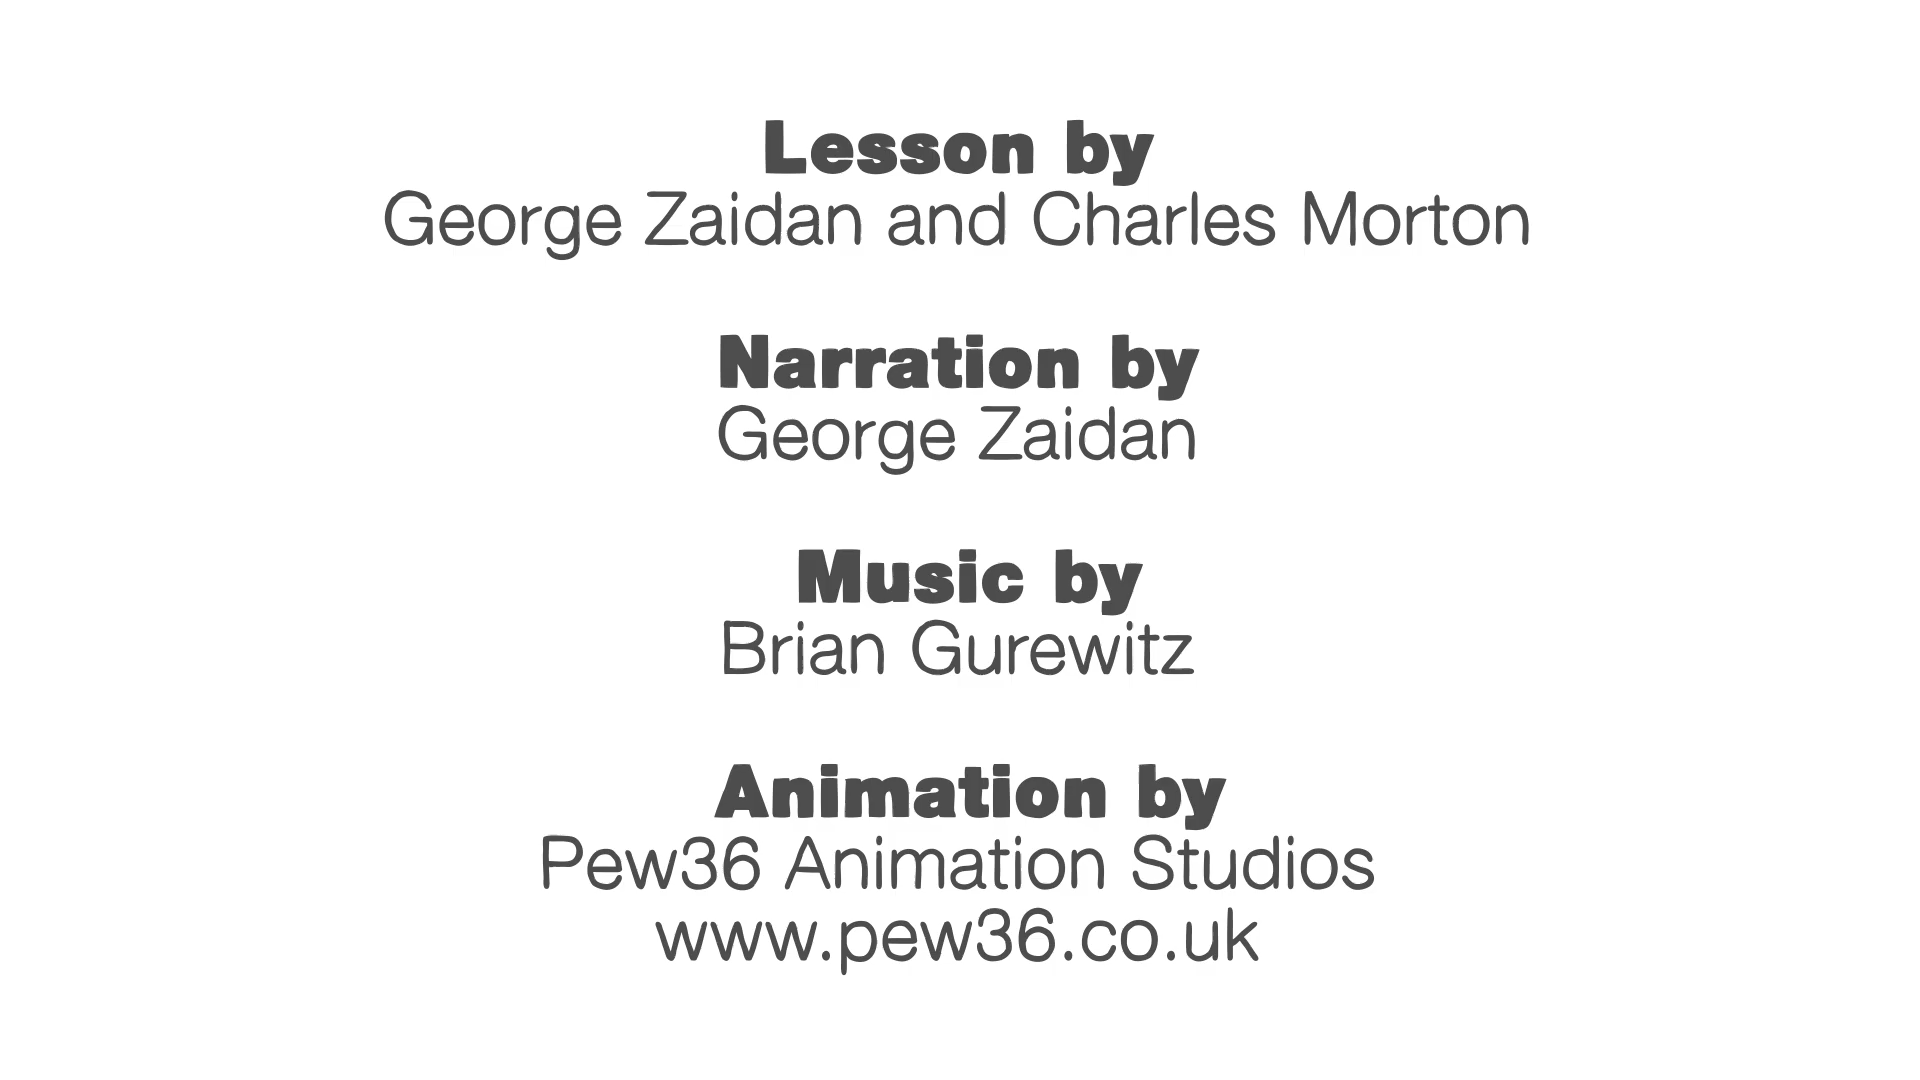 Lesson by
George Zaidan and Charles Morton
Narration by
George Zaidan
Music by
Brian Gurewitz
Animation by
Pew36 Animation Studios
www.pew36.co.uk